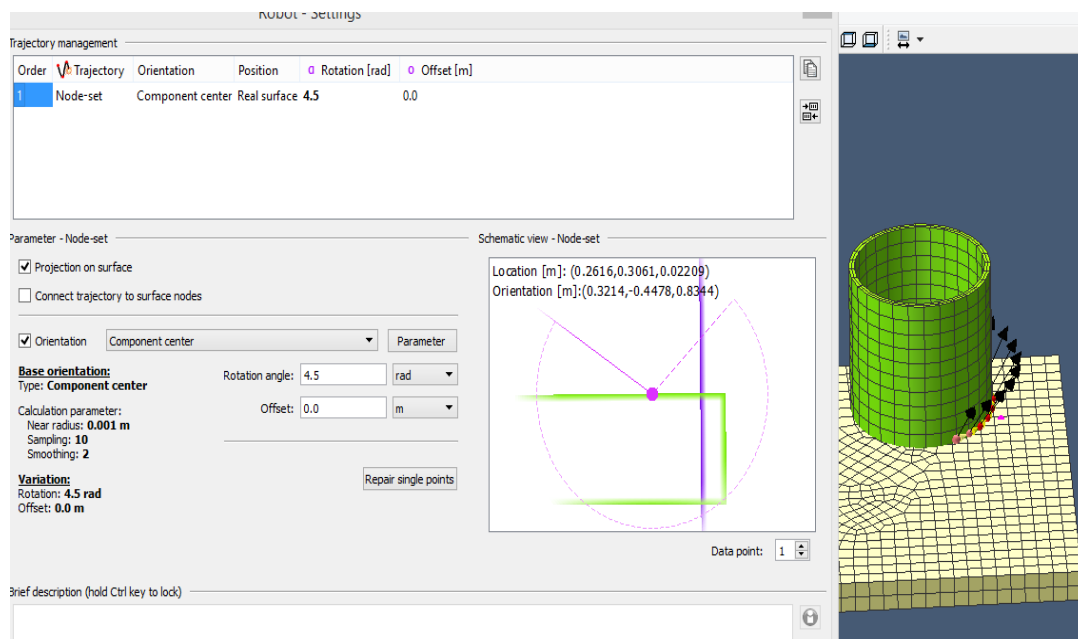 Robot - Settings
Trajectory management
Order Trajectory Orientation Position α Rotation [rad] o Offset [m]
1 Node-set Component center Real surface 4.5 0.0
Parameter - Node-set
Projection on surface
Connect trajectory to surface nodes
Orientation Component center Parameter
Base orientation:
Type: Component center
Rotation angle: 4.5 rad
Calculation parameter:
Near radius: 0.001 m
Sampling: 10
Smoothing: 2
Offset: 0.0 m
Variation:
Rotation: 4.5 rad
Offset: 0.0 m
Repair single points
Schematic view - Node-set
Location [m]: (0.2616,0.3061,0.02209)
Orientation [m]:(0.3214,-0.4478,0.8344)
Data point: 1
Brief description (hold Ctrl key to lock)